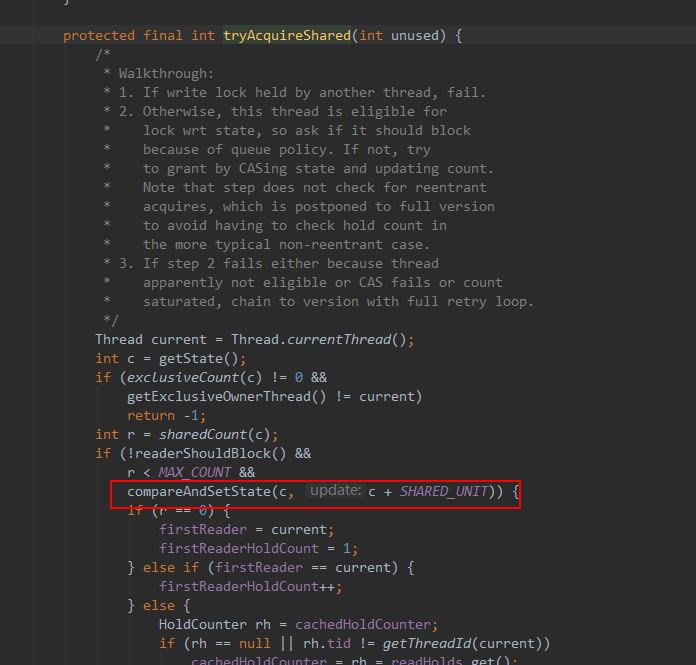 }
protected final int tryAcquireShared(int unused) {
/*
* Walkthrough:
* 1. If write lock held by another thread, fail.
* 2. Otherwise, this thread is eligible for
*    lock wrt state, so ask if it should block
*    because of queue policy. If not, try
*    to grant by CASing state and updating count.
*    Note that step does not check for reentrant
*    acquires, which is postponed to full version
*    to avoid having to check hold count in
*    the more typical non-reentrant case.
* 3. If step 2 fails either because thread
*    apparently not eligible or CAS fails or count
*    saturated, chain to version with full retry loop.
*/
Thread current = Thread.currentThread();
int c = getState();
if (exclusiveCount(c) != 0 &&
getExclusiveOwnerThread() != current)
return -1;
int r = sharedCount(c);
if (!readerShouldBlock() &&
r < MAX_COUNT &&
compareAndSetState(c, update: c + SHARED_UNIT)) {
if (r == 0) {
firstReader = current;
firstReaderHoldCount = 1;
} else if (firstReader == current) {
firstReaderHoldCount++;
} else {
HoldCounter rh = cachedHoldCounter;
if (rh == null || rh.tid != getThreadId(current))
cachedHoldCounter = rh = readHolds.get();